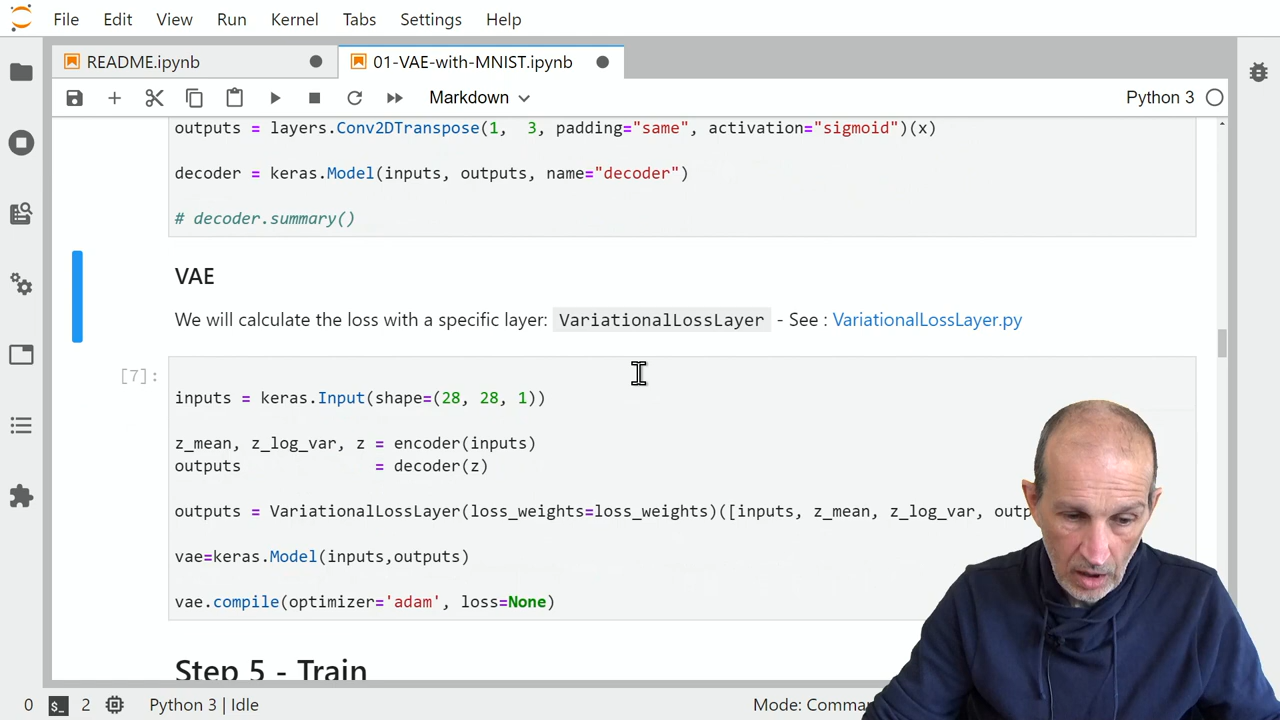 File Edit View Run Kernel Tabs Settings Help
README.ipynb 01-VAE-with-MNIST.ipynb
Markdown Python 3
outputs = layers.Conv2DTranspose(1, 3, padding="same", activation="sigmoid")(x)
decoder = keras.Model(inputs, outputs, name="decoder")
# decoder.summary()
VAE
We will calculate the loss with a specific layer: VariationalLossLayer - See : VariationalLossLayer.py
[7]:
inputs = keras.Input(shape=(28, 28, 1))
z_mean, z_log_var, z = encoder(inputs)
outputs = decoder(z)
outputs = VariationalLossLayer(loss_weights=loss_weights)([inputs, z_mean, z_log_var,
vae=keras.Model(inputs,outputs)
vae.compile(optimizer='adam', loss=None)
Step 5 - Train
0 $_ 2 Python 3 | Idle Mode: